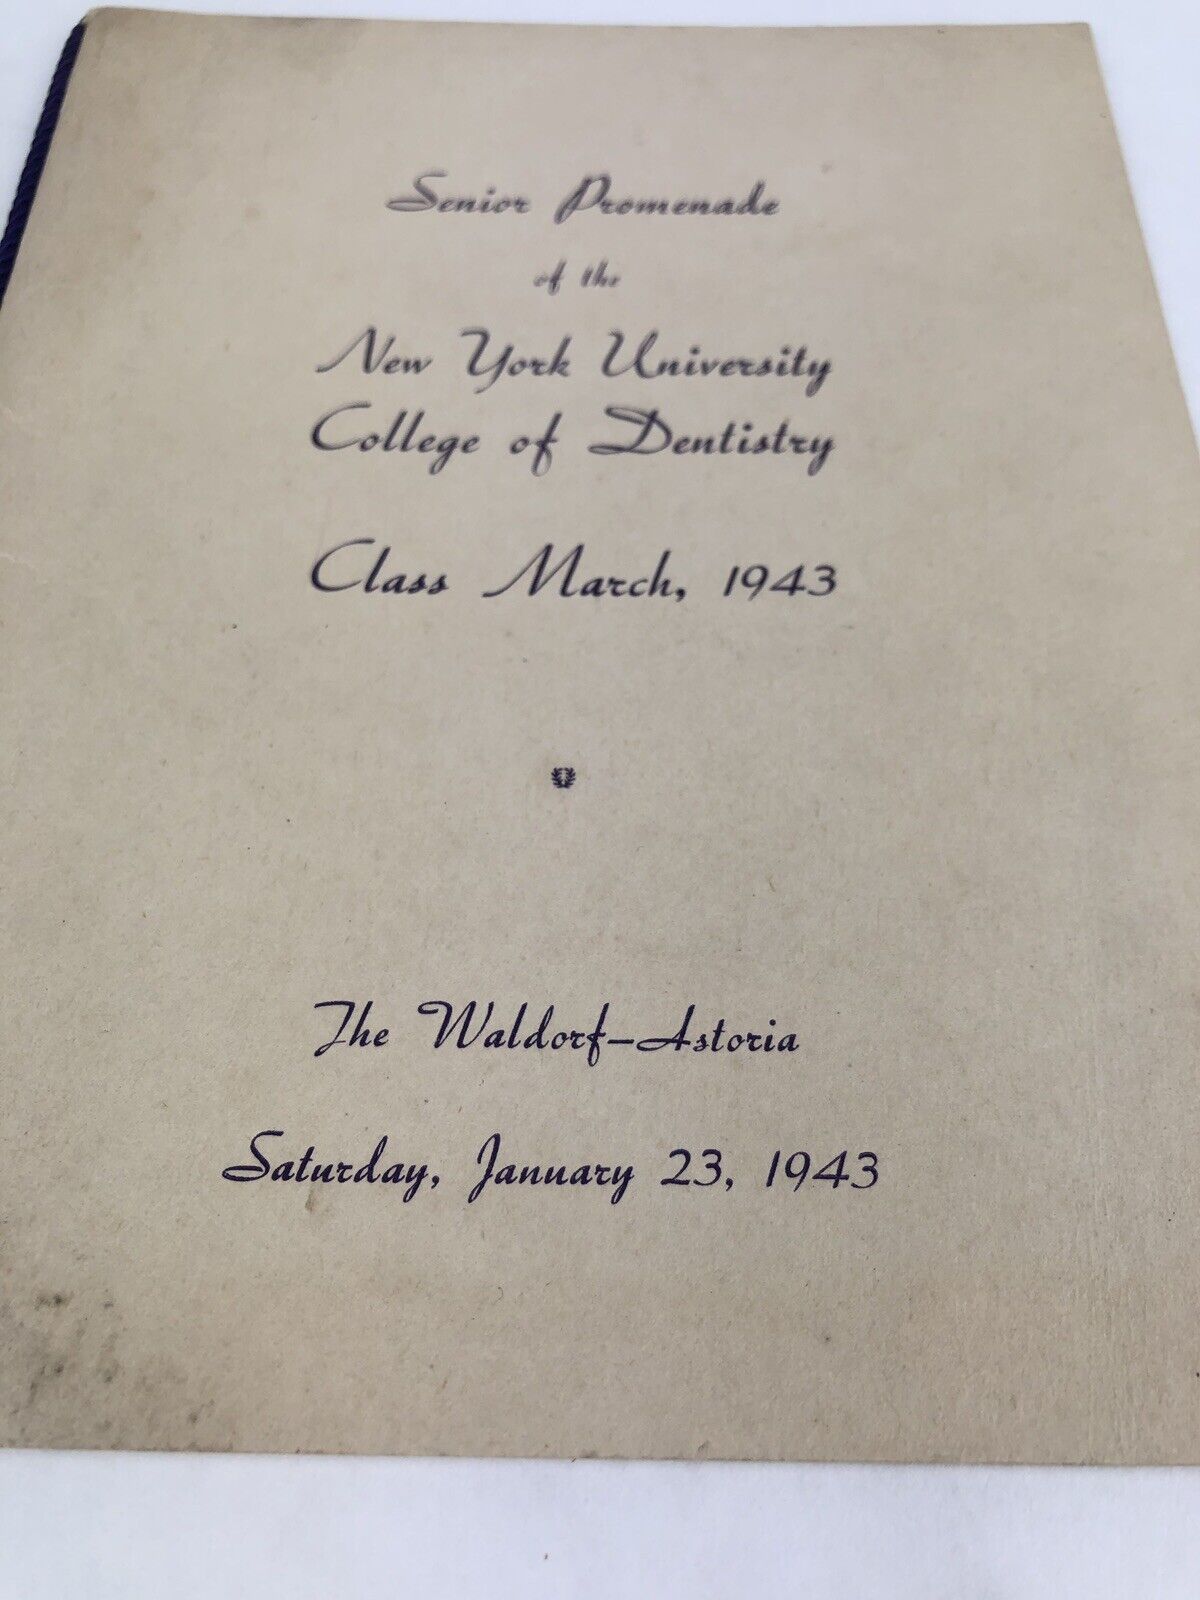 Senior Promenade
of the
New York University
College of Dentistry
Class March, 1943
The Waldorf–Astoria
Saturday, January 23, 1943